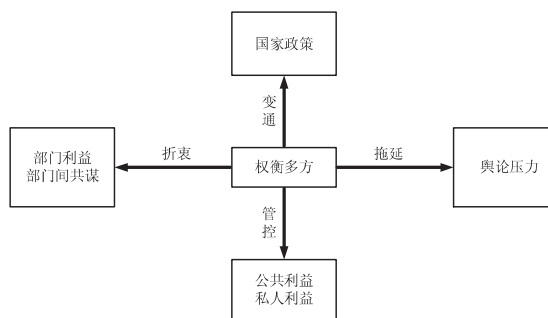 国家政策
变通
部门利益
部门间共谋
折衷
权衡多方
拖延
舆论压力
管控
公共利益
私人利益